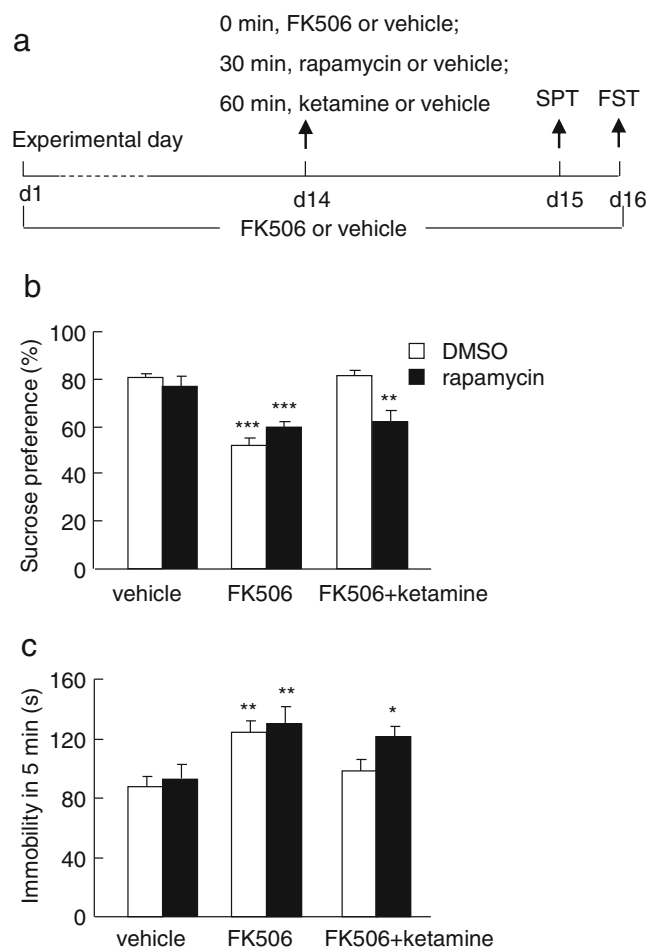 a
0 min, FK506 or vehicle;
30 min, rapamycin or vehicle;
60 min, ketamine or vehicle
SPT FST
Experimental day
d1 d14 d15 d16
FK506 or vehicle
b
100
80
60
40
20
0
Sucrose preference (%)
DMSO
rapamycin
*** *** **
vehicle FK506 FK506+ketamine
c
160
120
80
40
0
Immobility in 5 min (s)
** ** *
vehicle FK506 FK506+ketamine